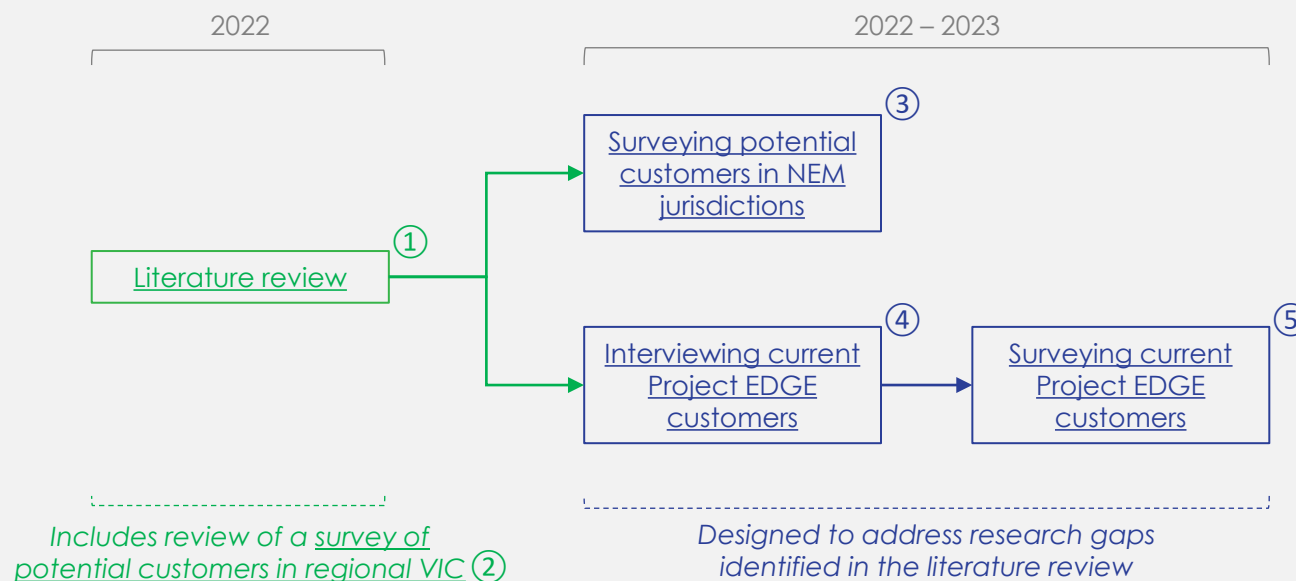 2022
2022 – 2023
③
Surveying potential
customers in NEM
jurisdictions
①
Literature review
④
Interviewing current
Project EDGE
customers
⑤
Surveying current
Project EDGE
customers
Includes review of a survey of
potential customers in regional VIC ②
Designed to address research gaps
identified in the literature review